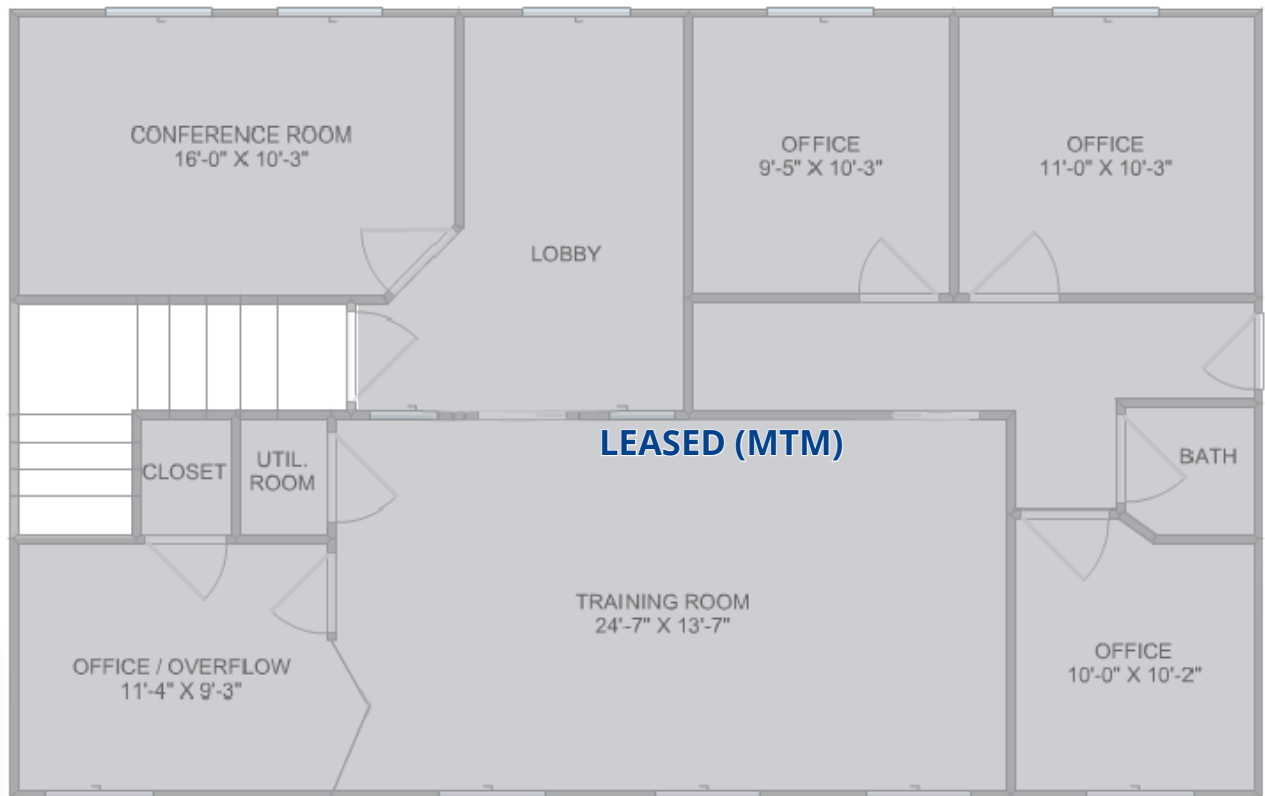 CONFERENCE ROOM
16'-0" X 10'-3"
LOBBY
OFFICE
9'-5" X 10'-3"
OFFICE
11'-0" X 10'-3"
LEASED (MTM)
CLOSET
UTIL.
ROOM
BATH
TRAINING ROOM
24'-7" X 13'-7"
OFFICE / OVERFLOW
11'-4" X 9'-3"
OFFICE
10'-0" X 10'-2"